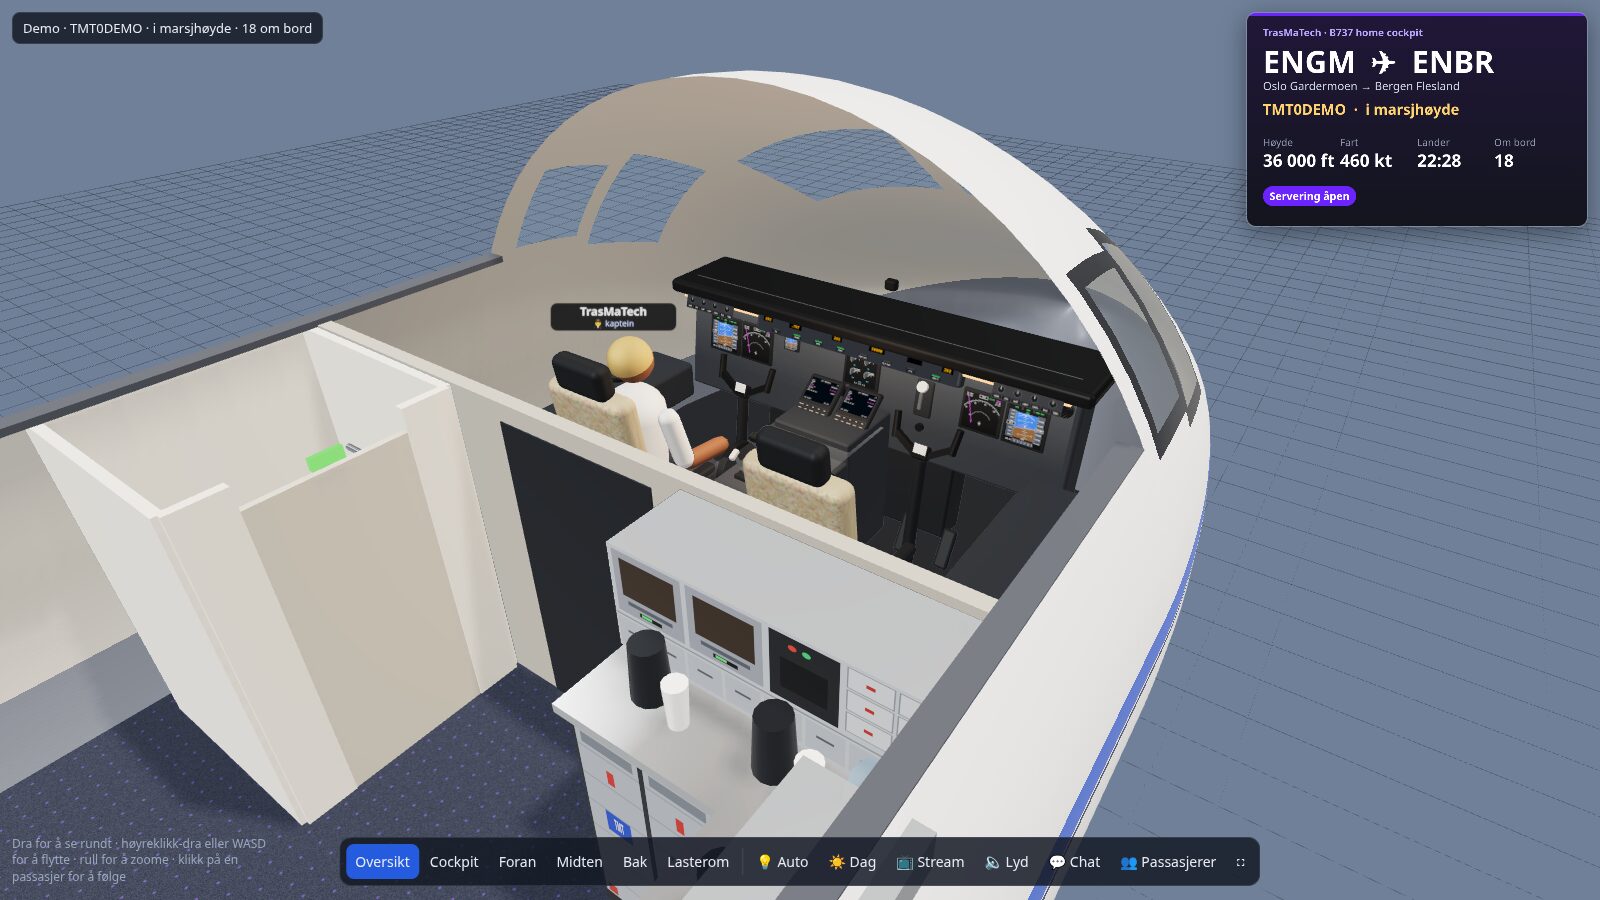 Demo · TMT0DEMO · i marsjhøyde · 18 om bord
TrasMaTech · B737 home cockpit
ENGM ✈ ENBR
Oslo Gardermoen → Bergen Flesland
TMT0DEMO · i marsjhøyde
Høyde Fart Lander Om bord
36 000 ft 460 kt 22:28 18
Servering åpen
TrasMaTech
kaptein
TMT
Dra for å se rundt · høyreklikk-dra eller WASD
for å flytte · rull for å zoome · klikk på en
passasjer for å følge
Oversikt Cockpit Foran Midten Bak Lasterom 💡 Auto ☀️ Dag 📺 Stream 🔈 Lyd 💬 Chat 👥 Passasjerer